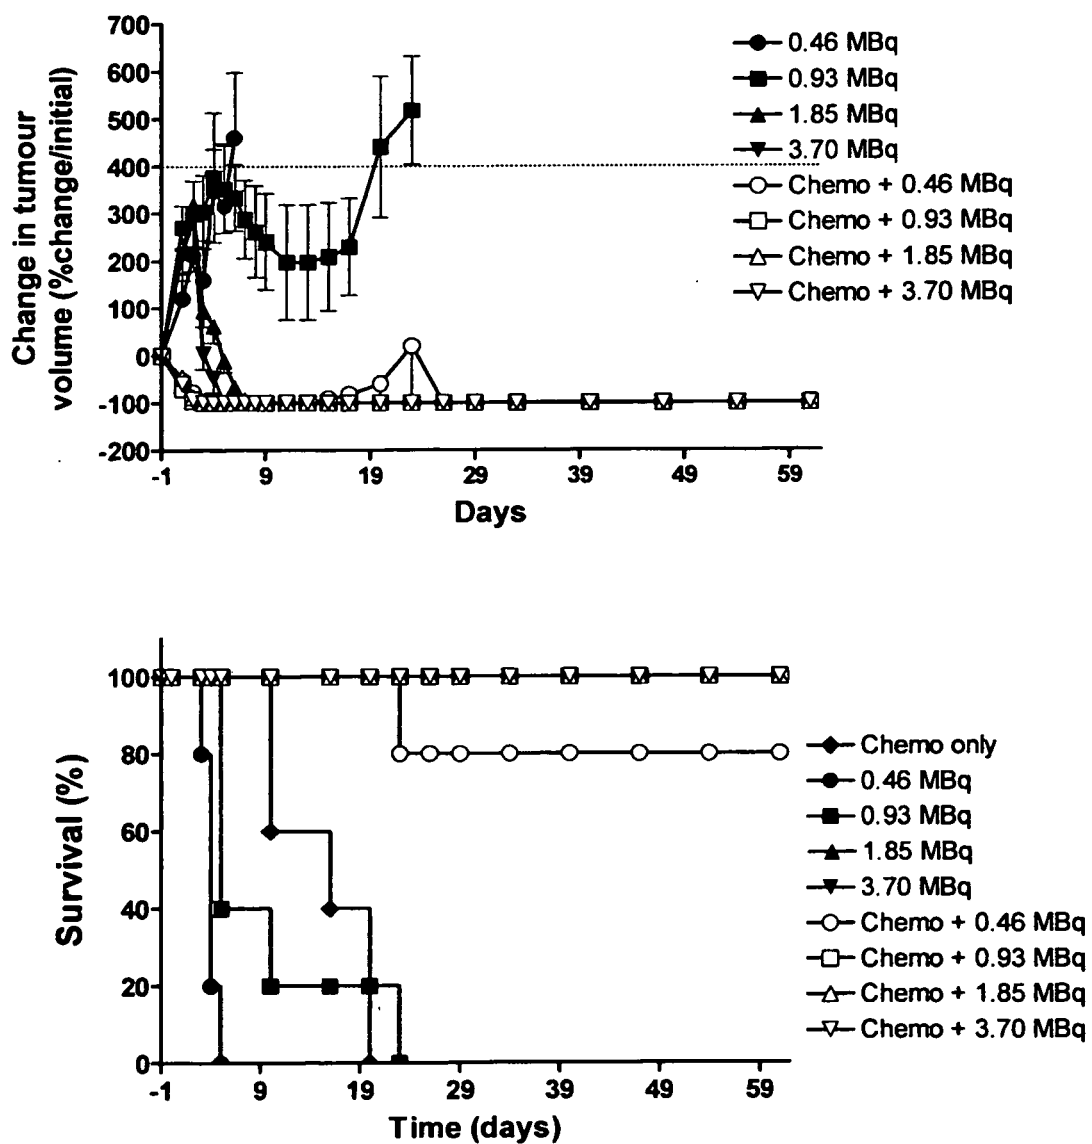 700
600
500
400
300
200
100
0
-100
-200
Change in tumour
volume (%change/initial)
-1 9 19 29 39 49 59
Days
0.46 MBq
0.93 MBq
1.85 MBq
3.70 MBq
Chemo + 0.46 MBq
Chemo + 0.93 MBq
Chemo + 1.85 MBq
Chemo + 3.70 MBq
100
80
60
40
20
0
Survival (%)
-1 9 19 29 39 49 59
Time (days)
Chemo only
0.46 MBq
0.93 MBq
1.85 MBq
3.70 MBq
Chemo + 0.46 MBq
Chemo + 0.93 MBq
Chemo + 1.85 MBq
Chemo + 3.70 MBq